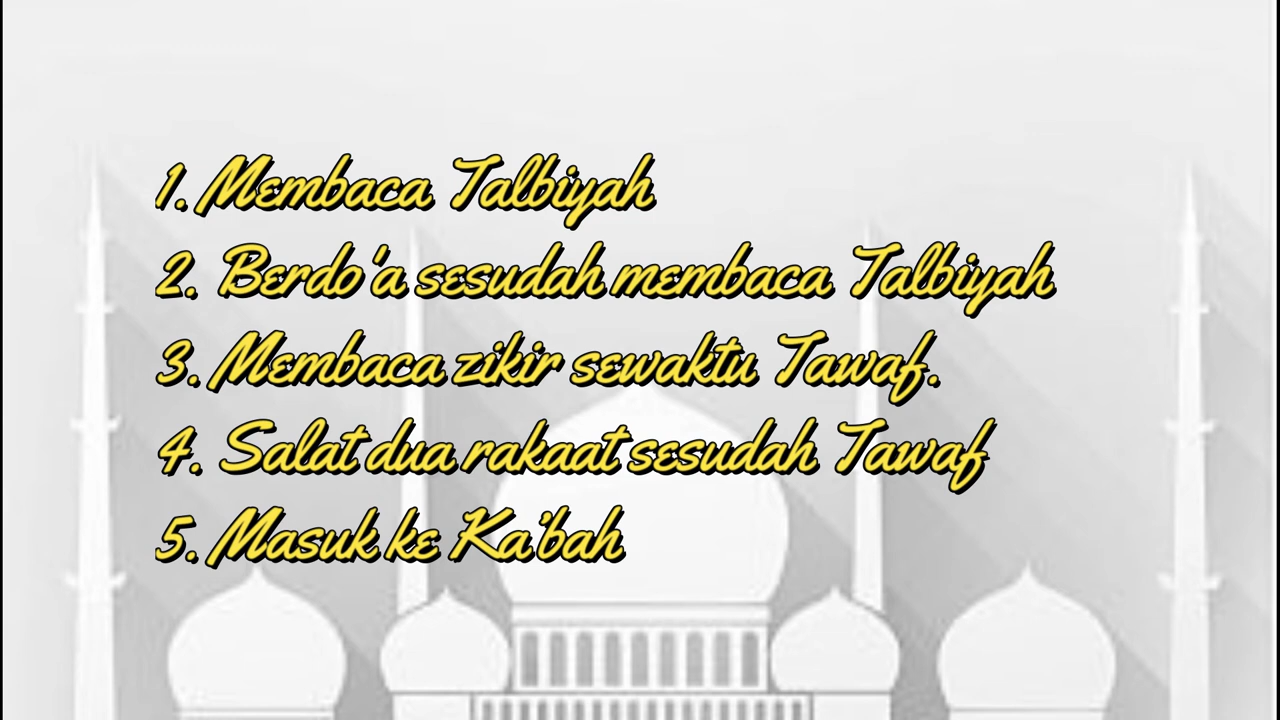 1. Membaca Talbiyah
2. Berdo'a sesudah membaca Talbiyah
3. Membaca zikir sewaktu Tawaf.
4. Salat dua rakaat sesudah Tawaf
5. Masuk ke Ka'bah